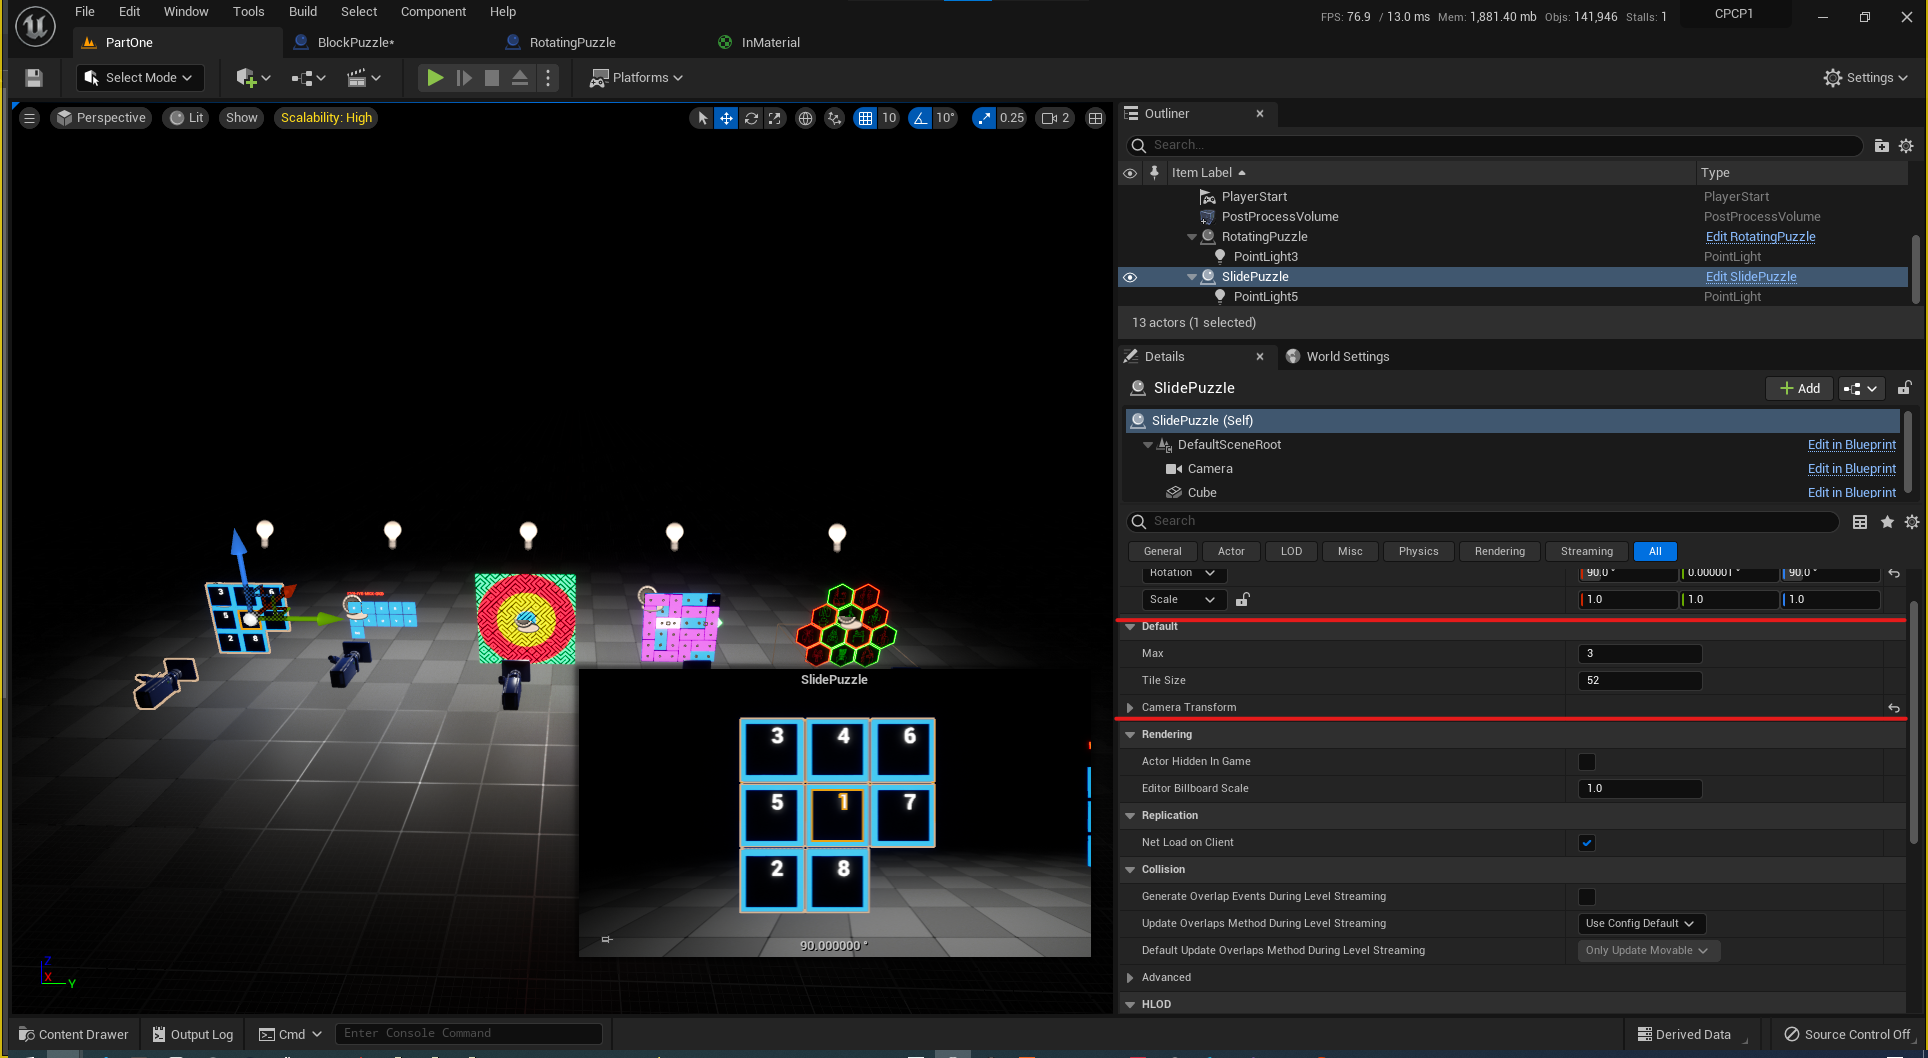 File Edit Window Tools Build Select Component Help
FPS: 76.9 / 13.0 ms Mem: 1,881.40 mb Objs: 141,946 Stalls: 1 CPCP1
PartOne BlockPuzzle* RotatingPuzzle InMaterial
Select Mode Platforms Settings
Perspective Lit Show Scalability: High 10 10° 0.25 2
Outliner
Search...
Item Label Type
PlayerStart PlayerStart
PostProcessVolume PostProcessVolume
RotatingPuzzle Edit RotatingPuzzle
PointLight3 PointLight
SlidePuzzle Edit SlidePuzzle
PointLight5 PointLight
13 actors (1 selected)
Details World Settings
SlidePuzzle Add
SlidePuzzle (Self)
DefaultSceneRoot Edit in Blueprint
Camera Edit in Blueprint
Cube Edit in Blueprint
Search
General Actor LOD Misc Physics Rendering Streaming All
Rotation 90.0 ° 0.000001 ° 90.0 °
Scale 1.0 1.0 1.0
Default
Max 3
Tile Size 52
Camera Transform
Rendering
Actor Hidden In Game
Editor Billboard Scale 1.0
Replication
Net Load on Client
Collision
Generate Overlap Events During Level Streaming
Update Overlaps Method During Level Streaming Use Config Default
Default Update Overlaps Method During Level Streaming Only Update Movable
Advanced
HLOD
3 6
5
2 8
SlidePuzzle
3 4 6
5 1 7
2 8
90.000000 °
Z
X Y
Content Drawer Output Log Cmd Enter Console Command Derived Data Source Control Off